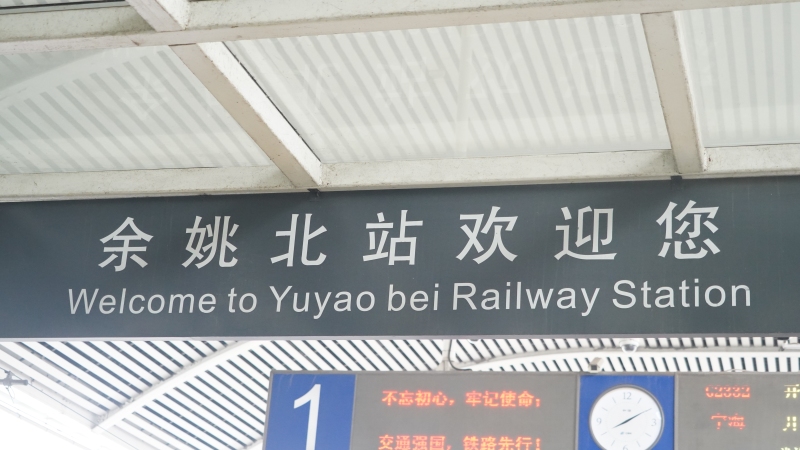 余姚北站欢迎您
Welcome to Yuyao bei Railway Station
1
不忘初心，牢记使命；
交通强国，铁路先行！
宁海